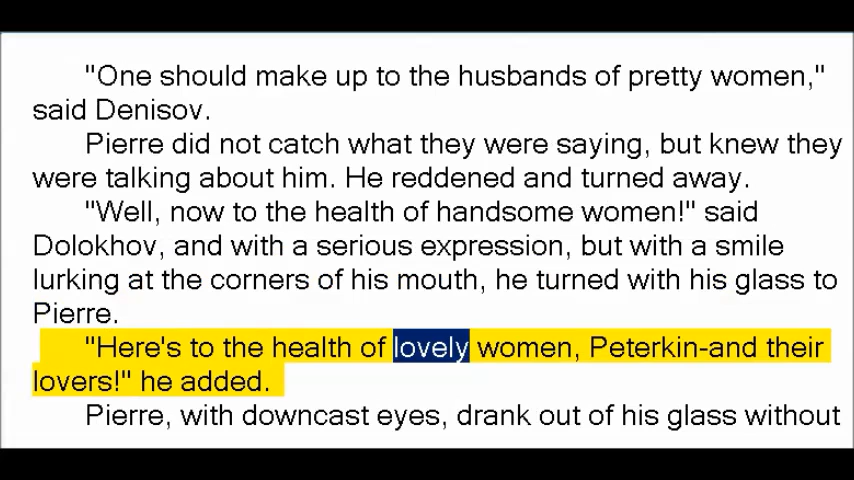 "One should make up to the husbands of pretty women,"
said Denisov.
Pierre did not catch what they were saying, but knew they
were talking about him. He reddened and turned away.
"Well, now to the health of handsome women!" said
Dolokhov, and with a serious expression, but with a smile
lurking at the corners of his mouth, he turned with his glass to
Pierre.
"Here's to the health of lovely women, Peterkin-and their
lovers!" he added.
Pierre, with downcast eyes, drank out of his glass without